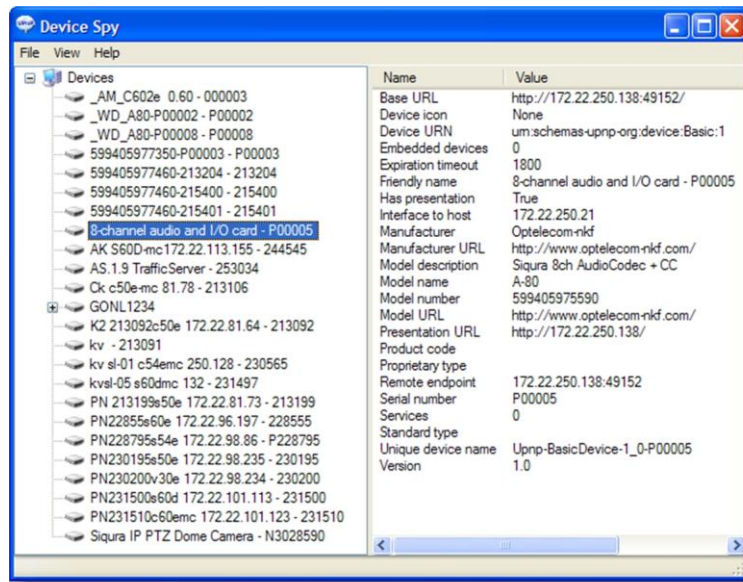 Device Spy
File View Help
Devices
_AM_C602e 0.60 - 000003
_WD_A80-P00002 - P00002
_WD_A80-P00008 - P00008
599405977350-P00003 - P00003
599405977460-213204 - 213204
599405977460-215400 - 215400
599405977460-215401 - 215401
8-channel audio and I/O card - P00005
AK S60D-mc172.22.113.155 - 244545
AS.1.9 TrafficServer - 253034
Ck c50e-mc 81.78 - 213106
GONL1234
K2 213092c50e 172.22.81.64 - 213092
kv - 213091
kv sl-01 c54emc 250.128 - 230565
kvsl-05 s60dmc 132 - 231497
PN 213199s50e 172.22.81.73 - 213199
PN22855s60e 172.22.96.197 - 228555
PN228795s54e 172.22.98.86 - P228795
PN230195s50e 172.22.98.235 - 230195
PN230200v30e 172.22.98.234 - 230200
PN231500s60d 172.22.101.113 - 231500
PN231510c60emc 172.22.101.123 - 231510
Siqura IP PTZ Dome Camera - N3028590
Name Value
Base URL http://172.22.250.138:49152/
Device icon None
Device URN urn:schemas-upnp-org:device:Basic:1
Embedded devices 0
Expiration timeout 1800
Friendly name 8-channel audio and I/O card - P00005
Has presentation True
Interface to host 172.22.250.21
Manufacturer Optelecom-nkf
Manufacturer URL http://www.optelecom-nkf.com/
Model description Siqura 8ch AudioCodec + CC
Model name A-80
Model number 599405975590
Model URL http://www.optelecom-nkf.com/
Presentation URL http://172.22.250.138/
Product code
Proprietary type
Remote endpoint 172.22.250.138:49152
Serial number P00005
Services 0
Standard type
Unique device name Upnp-BasicDevice-1_0-P00005
Version 1.0